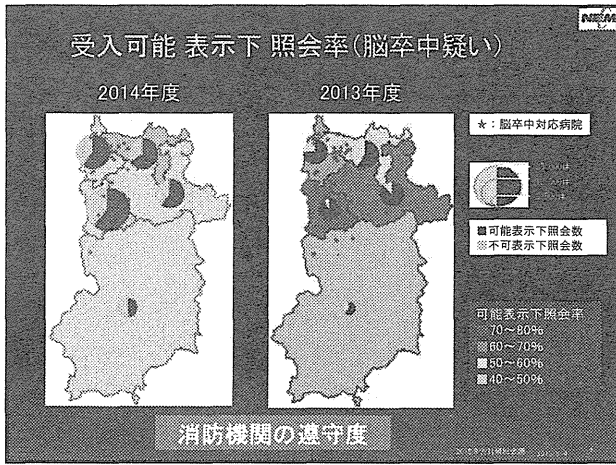 受入可能 表示下 照会率(脳卒中疑い)
2014年度
2013年度
★：脳卒中対応病院
■可能表示下照会数
不可表示下照会数
可能表示下照会率
70～80%
60～70%
50～60%
40～50%
消防機関の遵守度